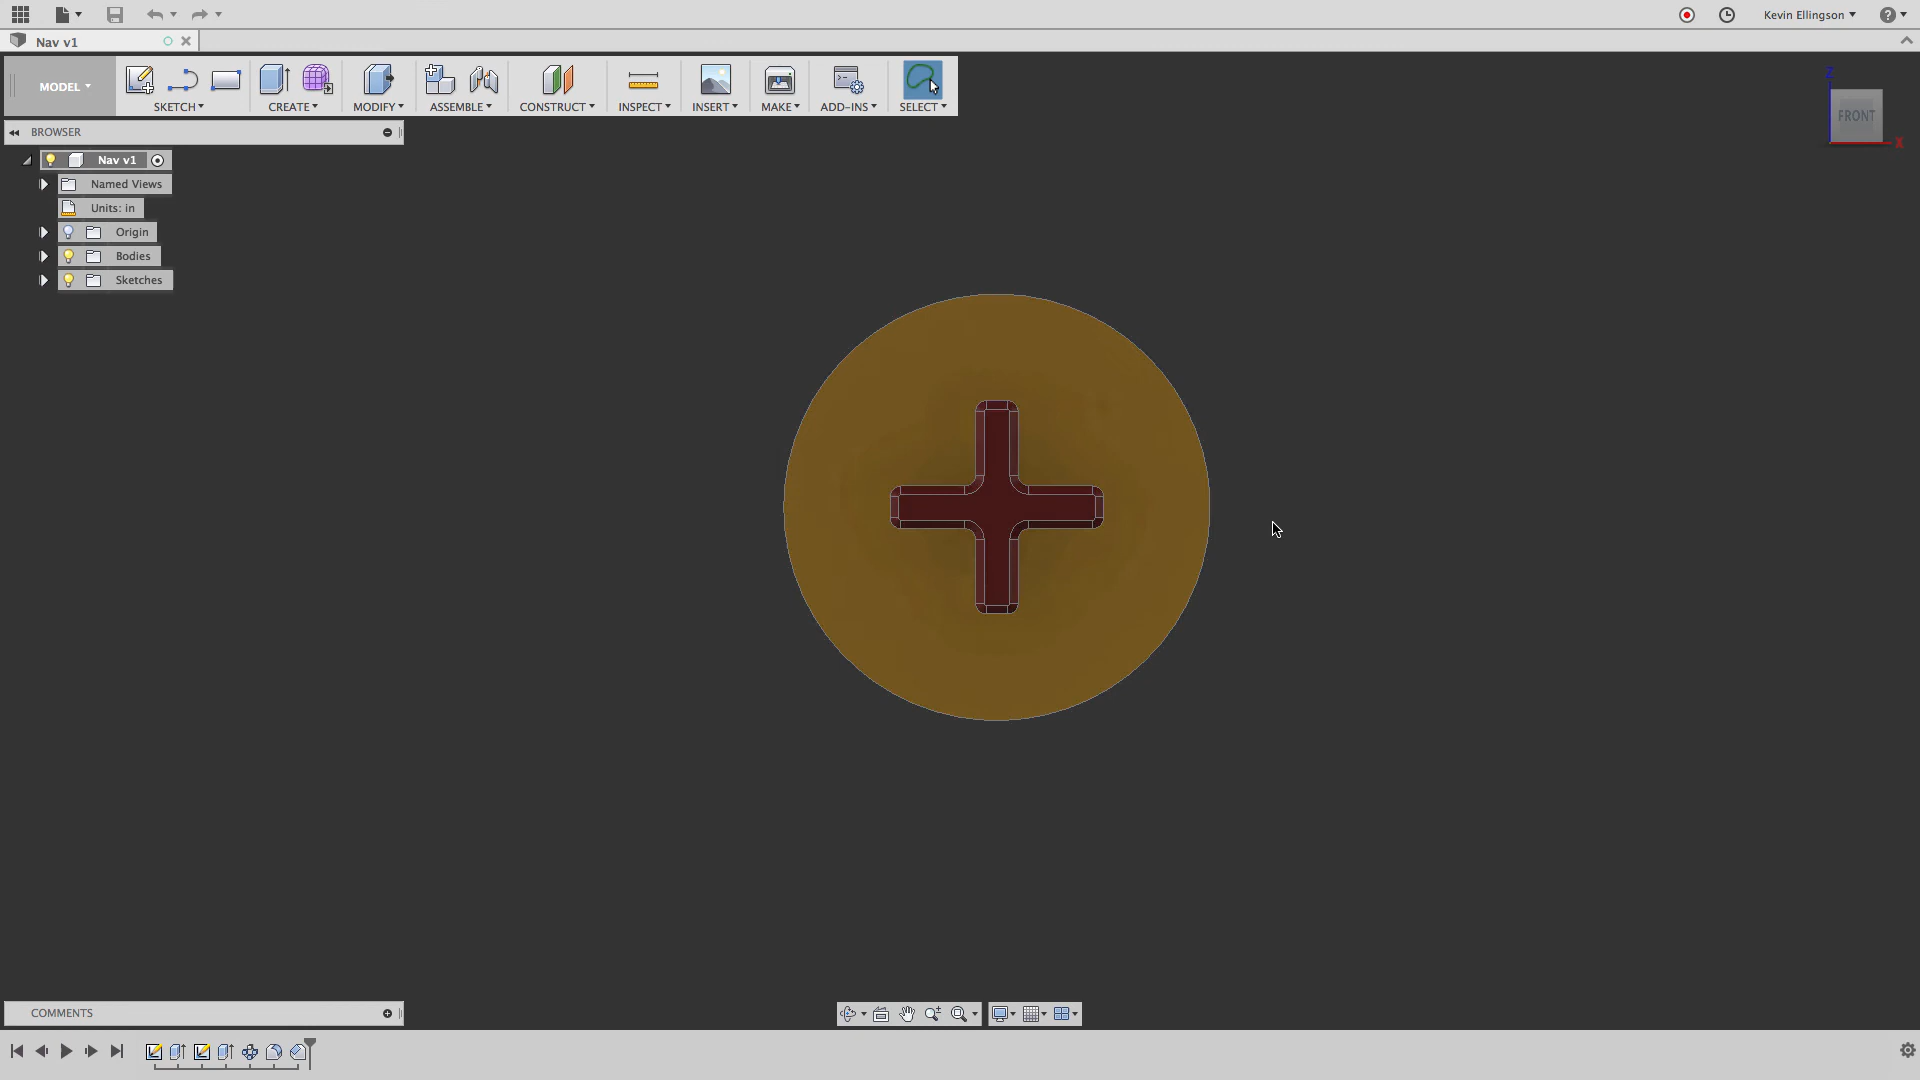 Kevin Ellingson
Nav v1
MODEL
SKETCH
CREATE
MODIFY
ASSEMBLE
CONSTRUCT
INSPECT
INSERT
MAKE
ADD-INS
SELECT
Z
FRONT
X
BROWSER
Nav v1
Named Views
Units: in
Origin
Bodies
Sketches
COMMENTS